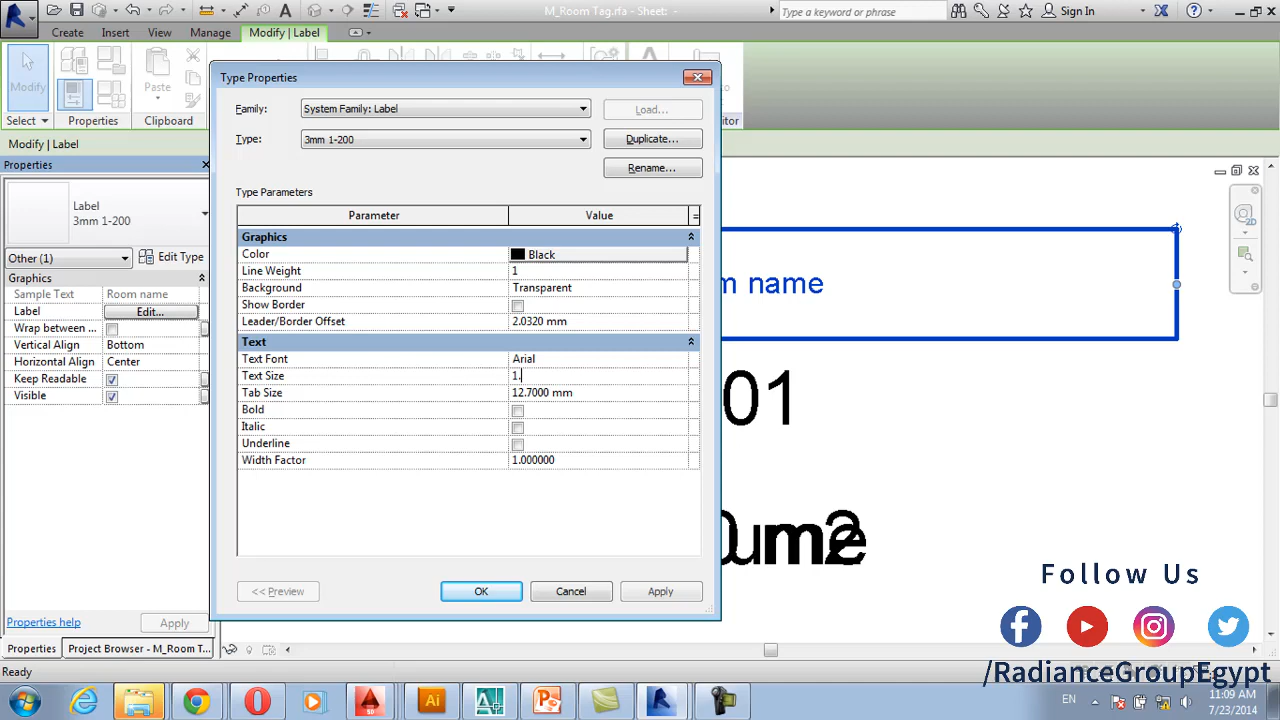 M_Room Tag.rfa - Sheet: -
Type a keyword or phrase
Sign In
Create
Insert
View
Manage
Modify | Label
Modify
Paste
Select
Properties
Clipboard
Modify | Label
Properties
Label
3mm 1-200
Other (1)
Edit Type
Graphics
Sample Text Room name
Label Edit...
Wrap between ...
Vertical Align Bottom
Horizontal Align Center
Keep Readable
Visible
Properties help
Apply
Properties
Project Browser - M_Room T...
Ready
Type Properties
Family: System Family: Label
Load...
Type: 3mm 1-200
Duplicate...
Rename...
Type Parameters
Parameter Value =
Graphics
Color Black
Line Weight 1
Background Transparent
Show Border
Leader/Border Offset 2.0320 mm
Text
Text Font Arial
Text Size 1.
Tab Size 12.7000 mm
Bold
Italic
Underline
Width Factor 1.000000
<< Preview
OK
Cancel
Apply
m name
01
Follow Us
/RadianceGroupEgypt
EN
11:09 AM
7/23/2014